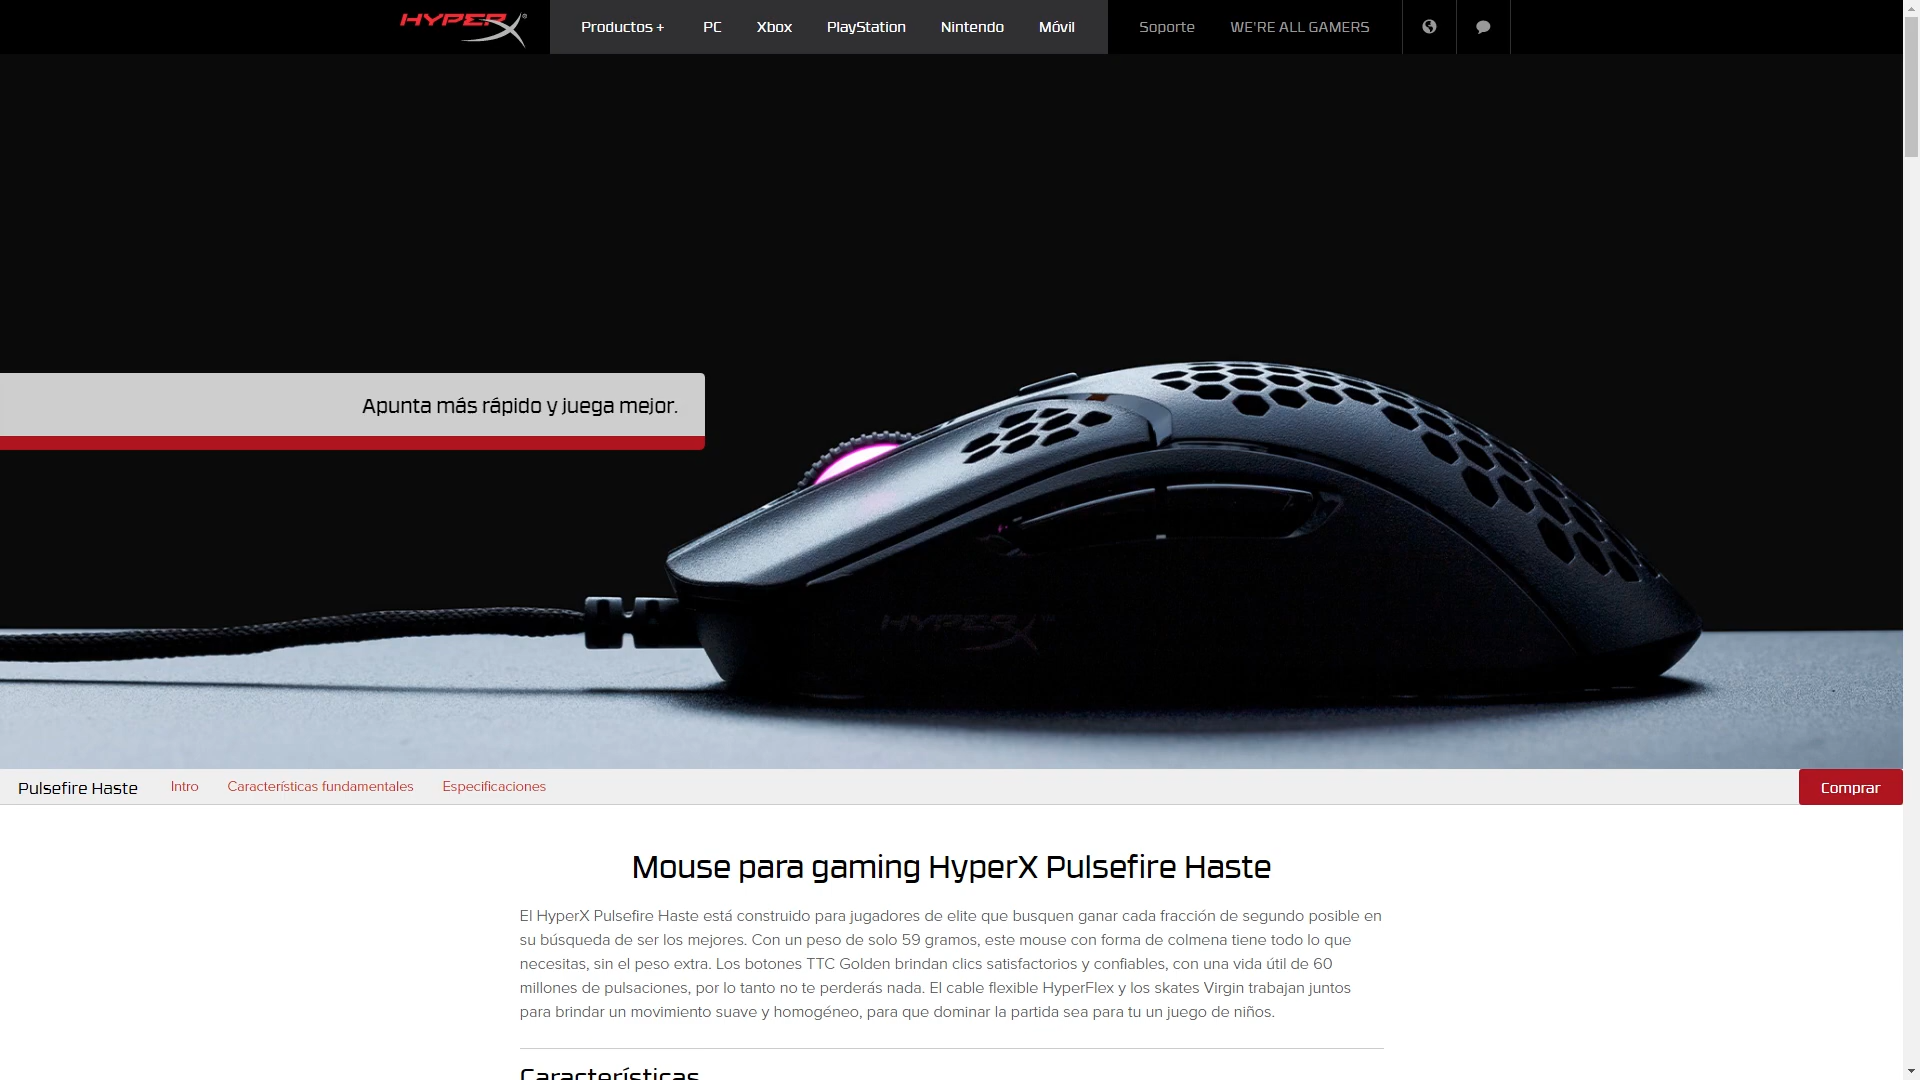 HYPERX
Productos +
PC
Xbox
PlayStation
Nintendo
Móvil
Soporte
WE'RE ALL GAMERS
Apunta más rápido y juega mejor.
HYPERX
Pulsefire Haste
Intro
Características fundamentales
Especificaciones
Comprar
Mouse para gaming HyperX Pulsefire Haste
El HyperX Pulsefire Haste está construido para jugadores de elite que busquen ganar cada fracción de segundo posible en
su búsqueda de ser los mejores. Con un peso de solo 59 gramos, este mouse con forma de colmena tiene todo lo que
necesitas, sin el peso extra. Los botones TTC Golden brindan clics satisfactorios y confiables, con una vida útil de 60
millones de pulsaciones, por lo tanto no te perderás nada. El cable flexible HyperFlex y los skates Virgin trabajan juntos
para brindar un movimiento suave y homogéneo, para que dominar la partida sea para tu un juego de niños.
Características